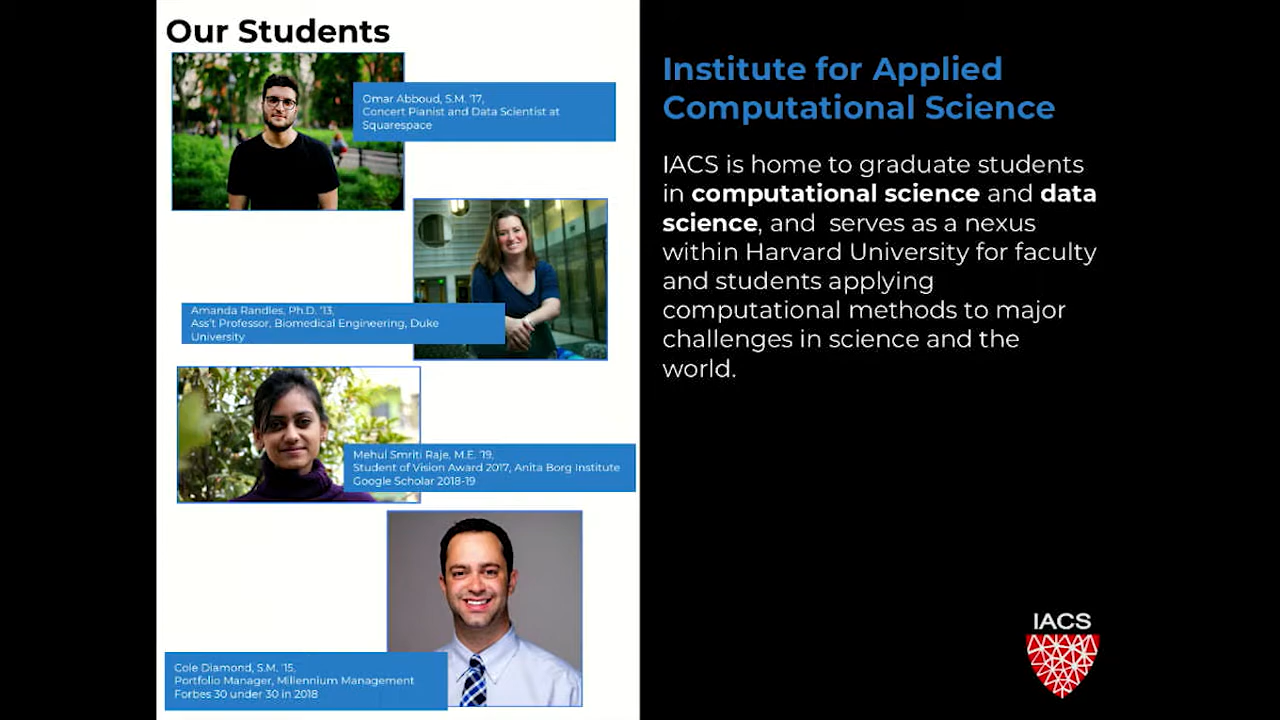 Our Students
Omar Abboud, S.M. '17,
Concert Pianist and Data Scientist at
Squarespace
Amanda Randles, Ph.D. '13,
Ass't Professor, Biomedical Engineering, Duke
University
Mehul Smriti Raje, M.E. '19,
Student of Vision Award 2017, Anita Borg Institute
Google Scholar 2018-19
Cole Diamond, S.M. '15,
Portfolio Manager, Millennium Management
Forbes 30 under 30 in 2018
Institute for Applied
Computational Science
IACS is home to graduate students
in computational science and data
science, and serves as a nexus
within Harvard University for faculty
and students applying
computational methods to major
challenges in science and the
world.
IACS